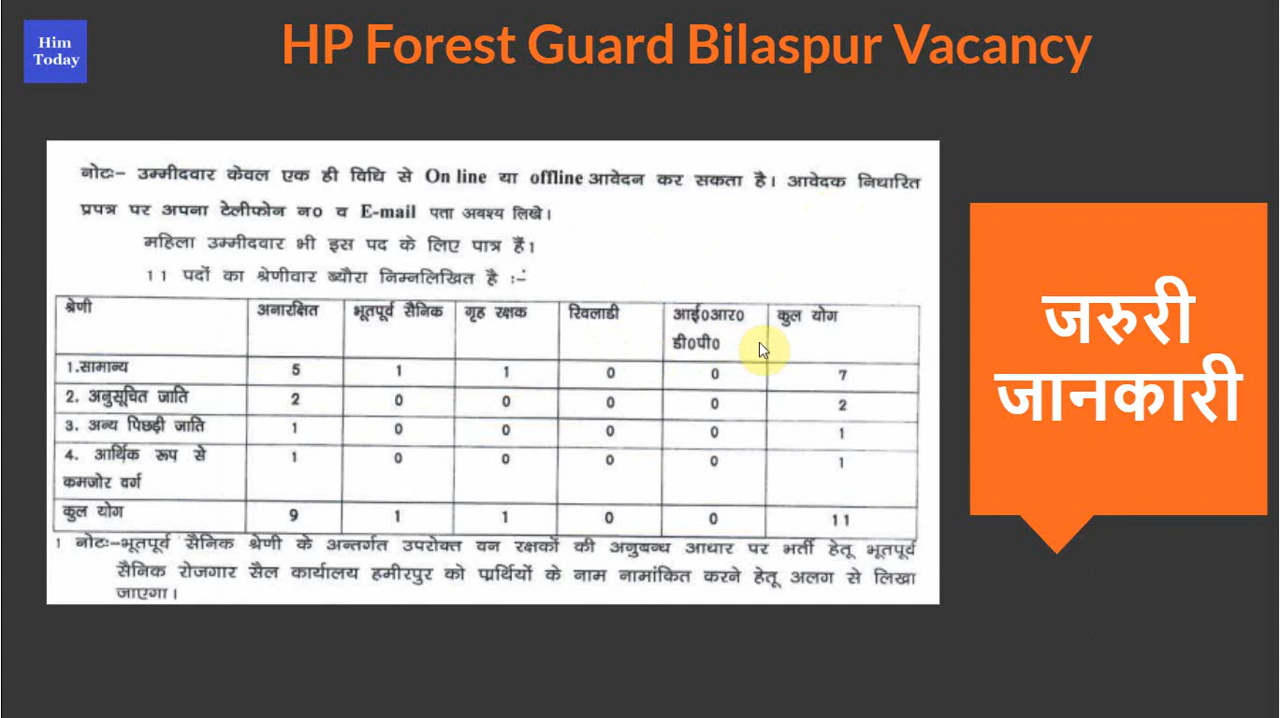 Him
Today
HP Forest Guard Bilaspur Vacancy
नोटः- उम्मीदवार केवल एक ही विधि से On line या offline आवेदन कर सकता है। आवेदक निर्धारित
प्रपत्र पर अपना टेलीफोन न0 व E-mail पता अवश्य लिखे।
महिला उम्मीदवार भी इस पद के लिए पात्र हैं।
11 पदों का श्रेणीवार ब्यौरा निम्नलिखित है :-
श्रेणी अनारक्षित भूतपूर्व सैनिक गृह रक्षक खिलाडी आई0आर0 डी0पी0 कुल योग
1.सामान्य 5 1 1 0 0 7
2. अनुसूचित जाति 2 0 0 0 0 2
3. अन्य पिछड़ी जाति 1 0 0 0 0 1
4. आर्थिक रूप से कमजोर वर्ग 1 0 0 0 0 1
कुल योग 9 1 1 0 0 11
1 नोटः-भूतपूर्व सैनिक श्रेणी के अन्तर्गत उपरोक्त वन रक्षकों की अनुबन्ध आधार पर भर्ती हेतू भूतपूर्व
सैनिक रोजगार सैल कार्यालय हमीरपुर को प्रार्थियों के नाम नामांकित करने हेतू अलग से लिखा
जाएगा।
जरुरी
जानकारी